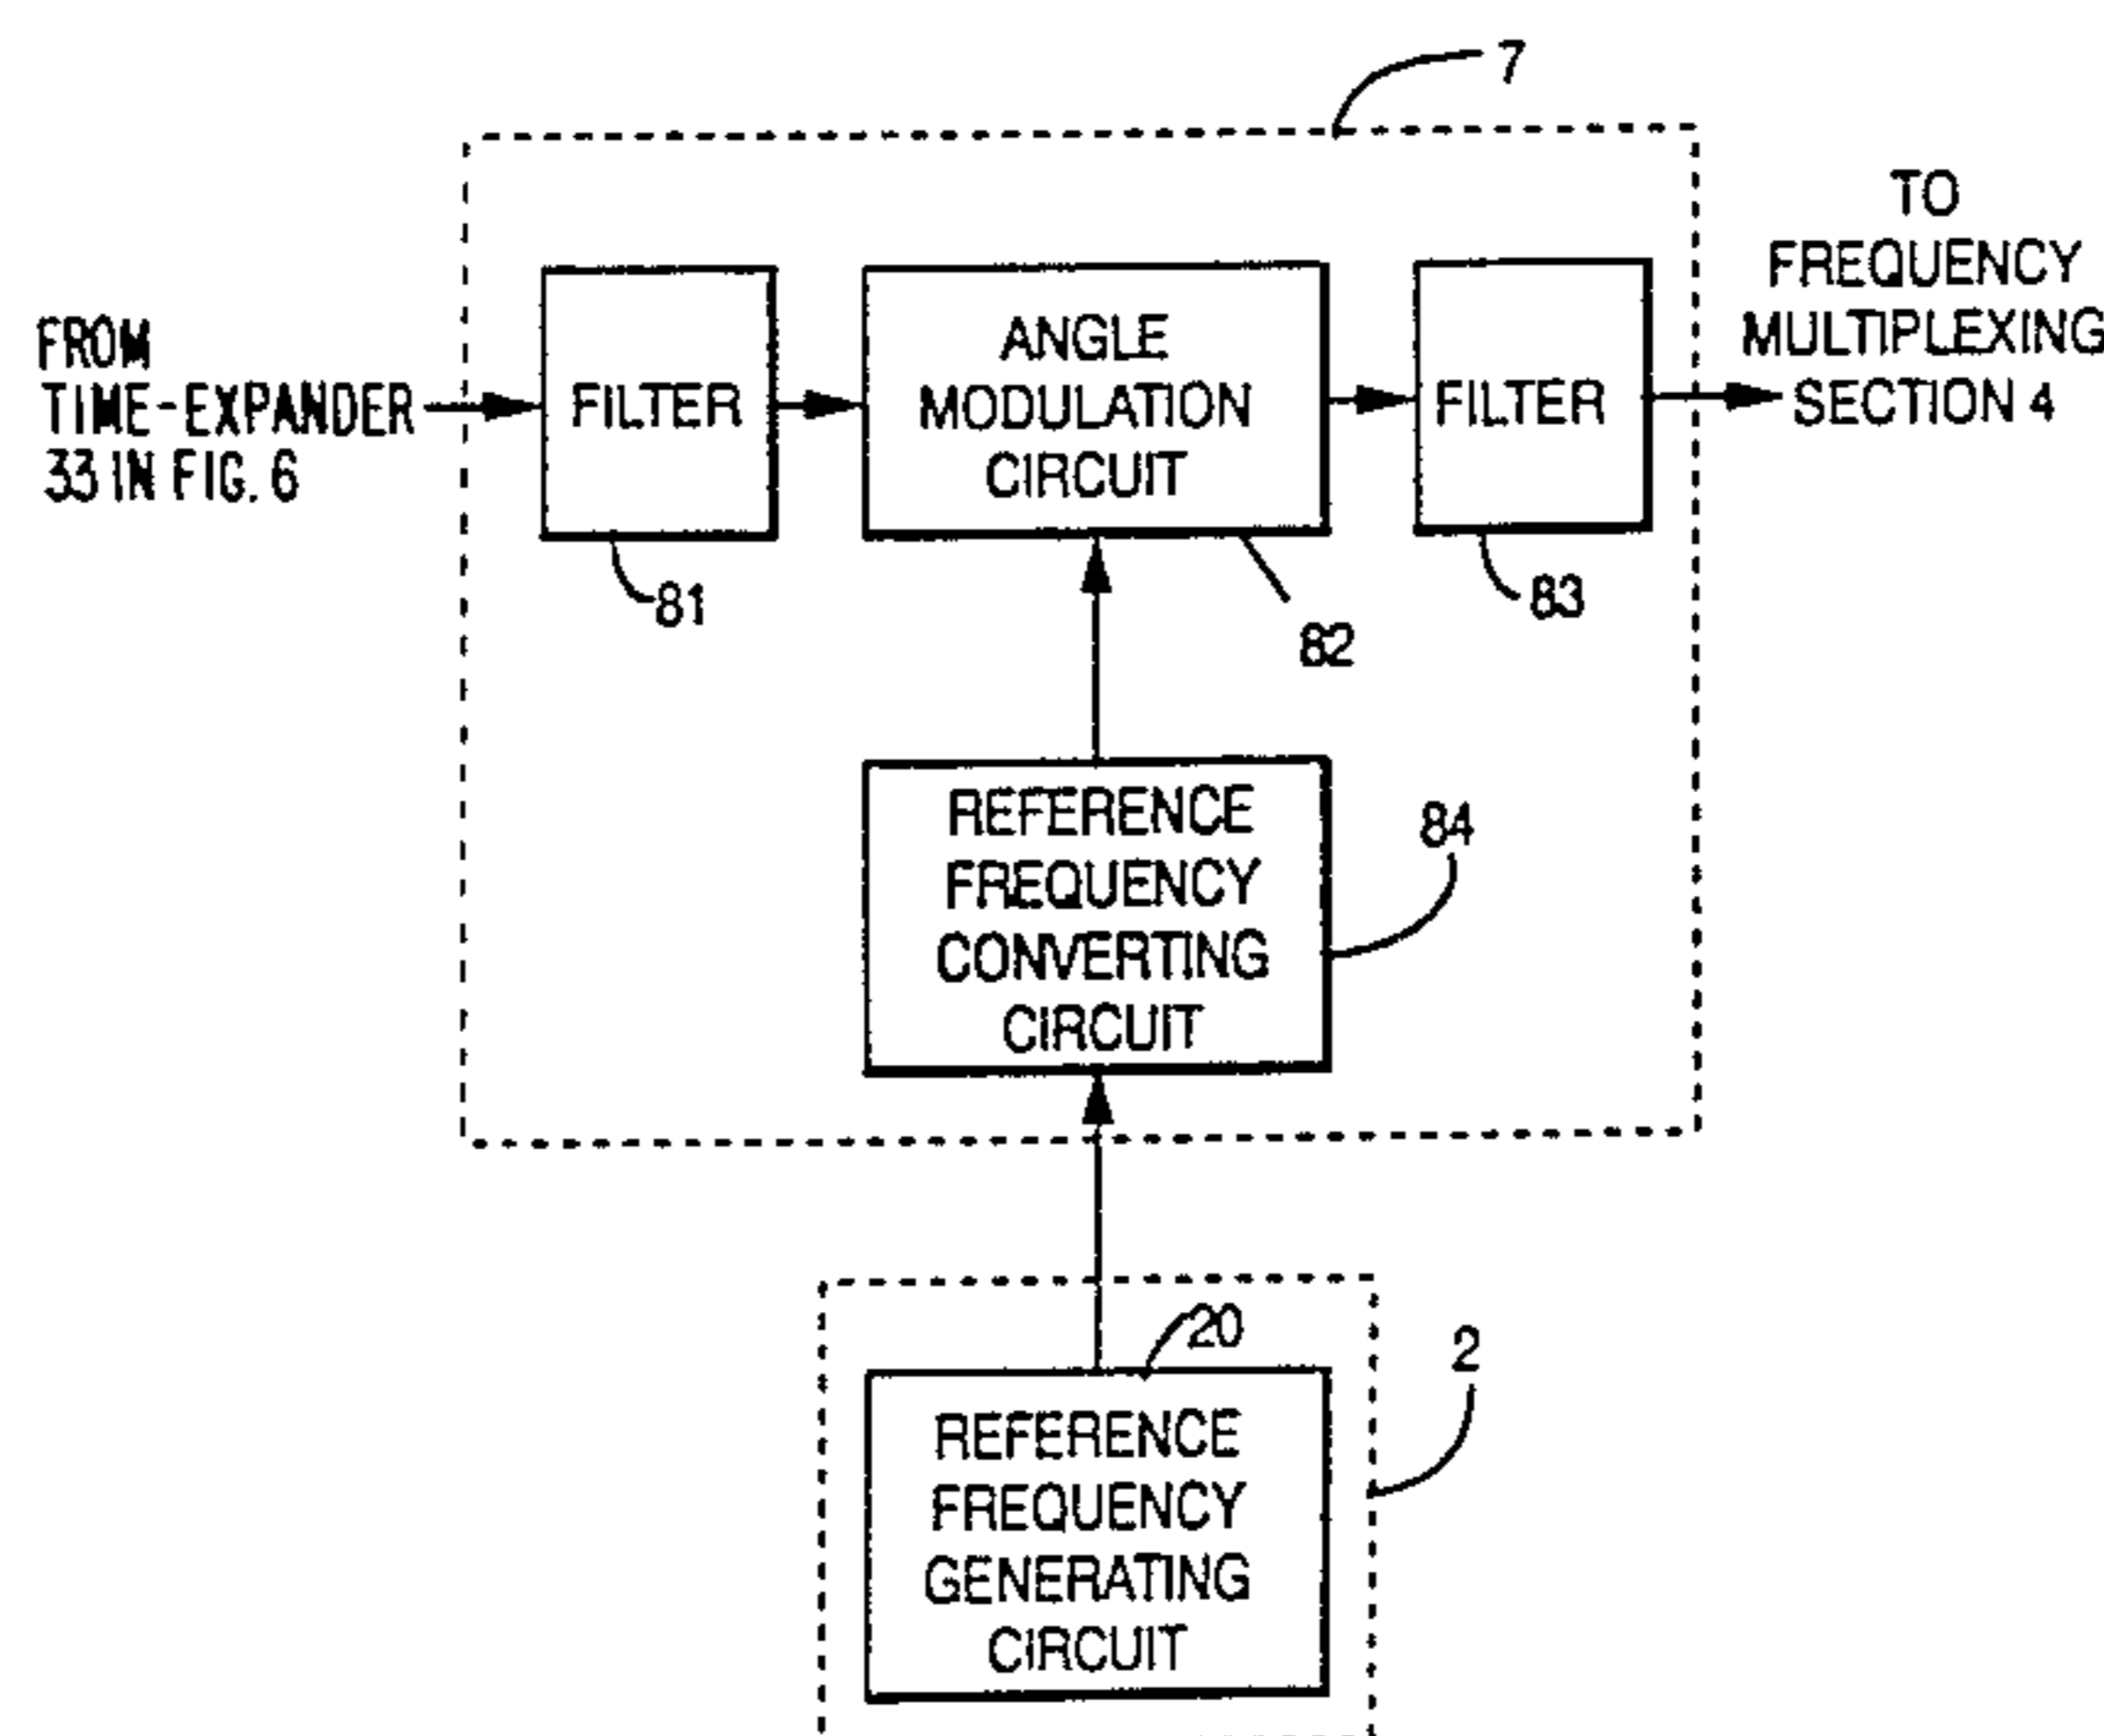 7
TO
FREQUENCY
MULTIPLEXING
SECTION 4
FROM
TIME-EXPANDER
33 IN FIG. 6
FILTER
ANGLE
MODULATION
CIRCUIT
FILTER
81
82
83
REFERENCE
FREQUENCY
CONVERTING
CIRCUIT
84
20
2
REFERENCE
FREQUENCY
GENERATING
CIRCUIT